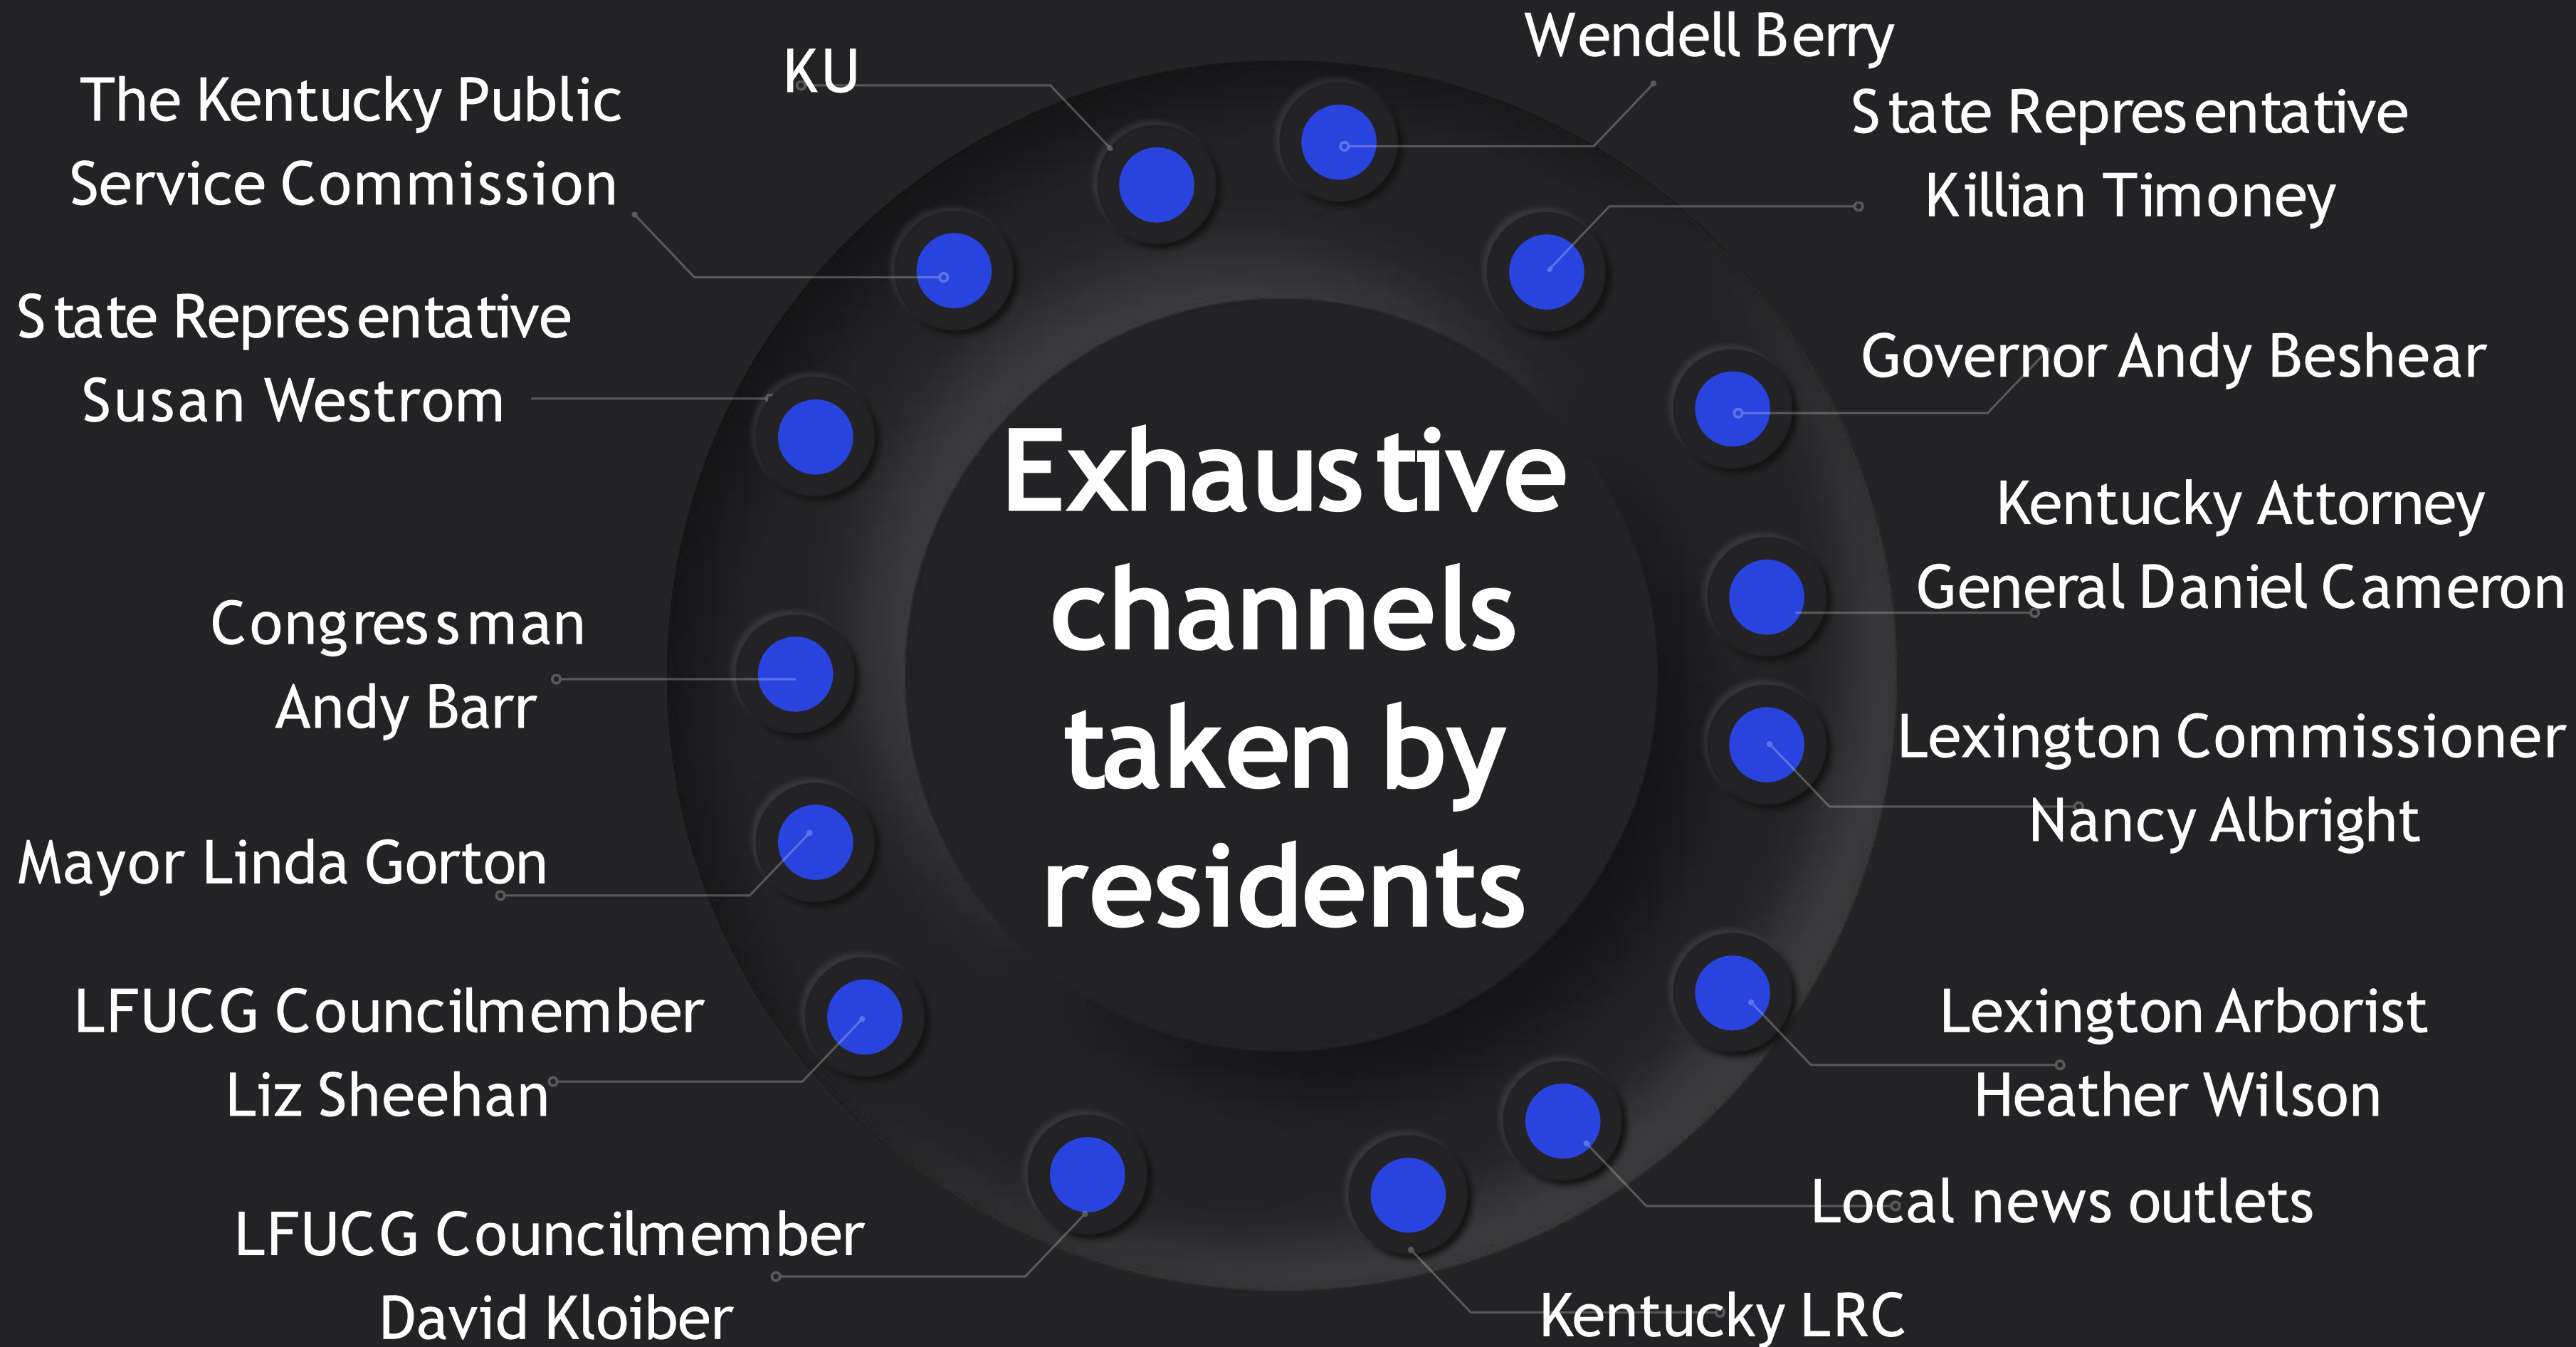 Wendell Berry
KU
The Kentucky Public
Service Commission
State Representative
Killian Timoney
State Representative
Susan Westrom
Governor Andy Beshear
Exhaustive
channels
taken by
residents
Kentucky Attorney
General Daniel Cameron
Congressman
Andy Barr
Lexington Commissioner
Nancy Albright
Mayor Linda Gorton
LFUCG Councilmember
Liz Sheehan
Lexington Arborist
Heather Wilson
Local news outlets
LFUCG Councilmember
David Kloiber
Kentucky LRC